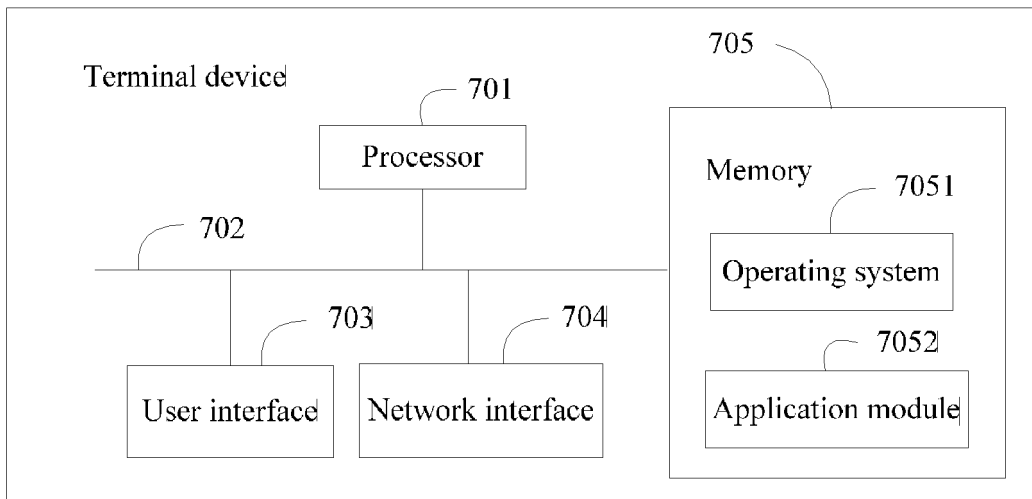 705
Terminal device
701
Processor
Memory
7051
702
Operating system
703
704
7052
User interface
Network interface
Application module